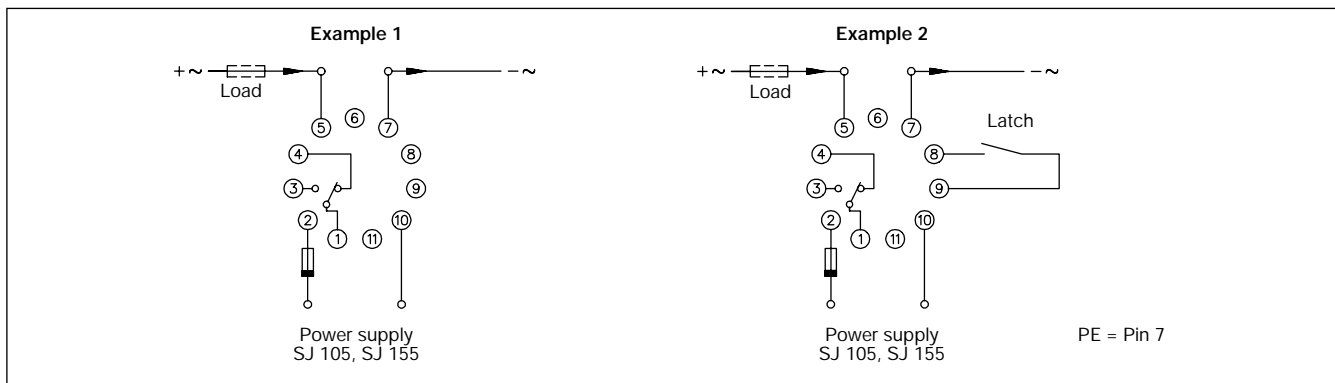 Example 1
+ ~ Load - ~
5 6 7
4 8
3 9
2 10
1 11
Power supply
SJ 105, SJ 155
Example 2
+ ~ Load - ~
5 6 7
Latch
4 8
3 9
2 10
1 11
Power supply
SJ 105, SJ 155
PE = Pin 7